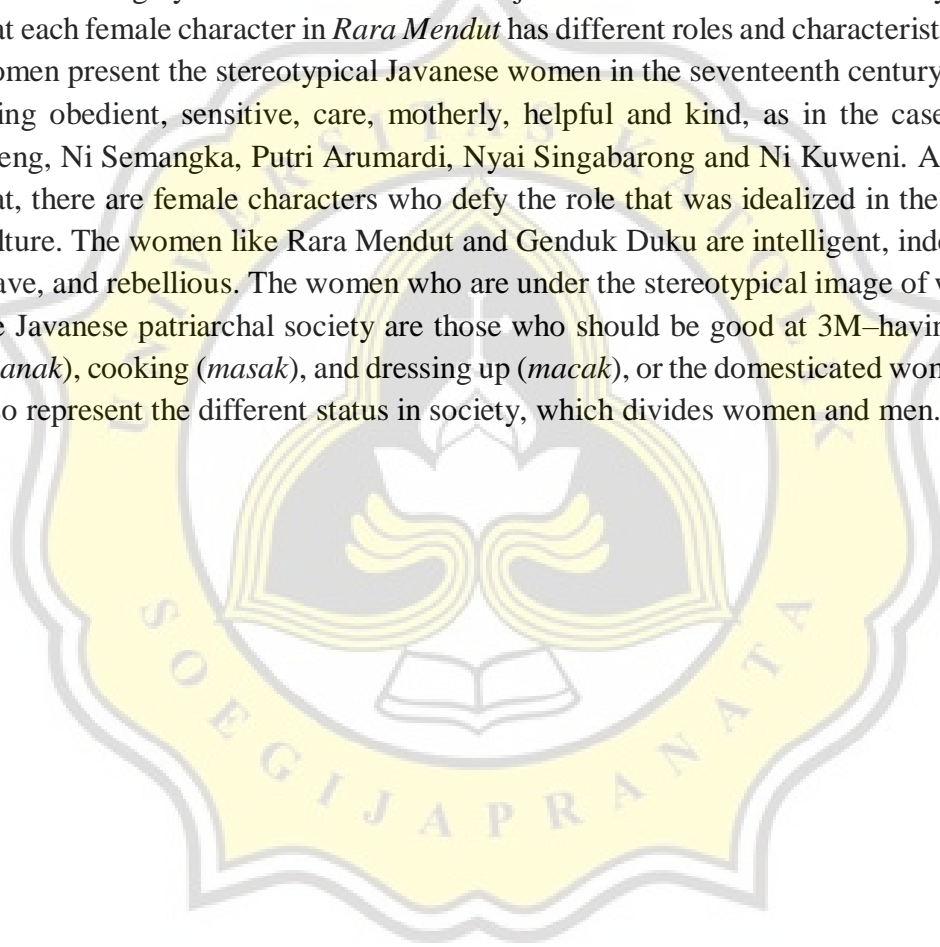 at each female character in Rara Mendut has different roles and characterist
omen present the stereotypical Javanese women in the seventeenth century
ing obedient, sensitive, care, motherly, helpful and kind, as in the case
eng, Ni Semangka, Putri Arumardi, Nyai Singabarong and Ni Kuweni. A
at, there are female characters who defy the role that was idealized in the
lture. The women like Rara Mendut and Genduk Duku are intelligent, inde
ave, and rebellious. The women who are under the stereotypical image of w
e Javanese patriarchal society are those who should be good at 3M–havin
anak), cooking (masak), and dressing up (macak), or the domesticated wom
so represent the different status in society, which divides women and men.
UNIVERSITAS KATOLIK
SOEGIJAPRANATA